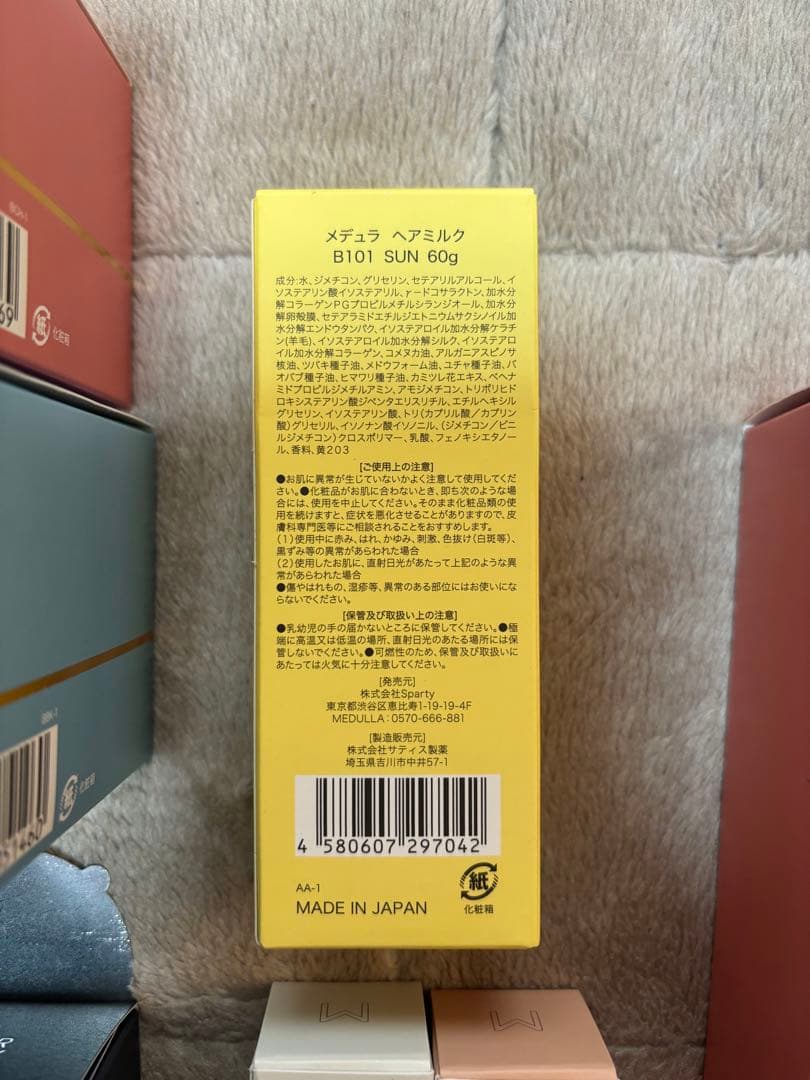 メデュラ ヘアミルク
B101 SUN 60g
成分:水、ジメチコン、グリセリン、セテアリルアルコール、イ
ソステアリン酸イソステアリル、γ-ドコサラクトン、加水分
解コラーゲンPGプロピルメチルシランジオール、加水分
解卵殻膜、セテアラミドエチルジエトニウムサクシノイル加
水分解エンドウタンパク、イソステアロイル加水分解ケラチ
ン(羊毛)、イソステアロイル加水分解シルク、イソステアロ
イル加水分解コラーゲン、コメヌカ油、アルガニアスピノサ
核油、ツバキ種子油、メドウフォーム油、ユチャ種子油、バ
オバブ種子油、ヒマワリ種子油、カミツレ花エキス、ベヘナ
ミドプロピルジメチルアミン、アモジメチコン、トリポリヒド
ロキシステアリン酸ジペンタエリスリチル、エチルヘキシル
グリセリン、イソステアリン酸、トリ(カプリル酸/カプリン
酸)グリセリル、イソノナン酸イソノニル、(ジメチコン/ビニ
ルジメチコン)クロスポリマー、乳酸、フェノキシエタノー
ル、香料、黄203
[ご使用上の注意]
●お肌に異常が生じていないかよく注意して使用してくだ
さい。●化粧品がお肌に合わないとき、即ち次のような場
合には、使用を中止してください。そのまま化粧品類の使
用を続けますと、症状を悪化させることがありますので、皮
膚科専門医等にご相談されることをおすすめします。
(1)使用中に赤み、はれ、かゆみ、刺激、色抜け(白斑等)、
黒ずみ等の異常があらわれた場合
(2)使用したお肌に、直射日光があたって上記のような異
常があらわれた場合
●傷やはれもの、湿疹等、異常のある部位にはお使いにな
らないでください。
[保管及び取扱い上の注意]
●乳幼児の手の届かないところに保管してください。●極
端に高温又は低温の場所、直射日光のあたる場所には保
管しないでください。●可燃性のため、保管及び取扱いに
あたっては火気に十分注意してください。
[発売元]
株式会社Sparty
東京都渋谷区恵比寿1-19-19-4F
MEDULLA:0570-666-881
[製造販売元]
株式会社サティス製薬
埼玉県吉川市中井57-1
4 580607 297042
AA-1
MADE IN JAPAN
紙
化粧箱
紙
化粧箱
69
紙
化粧箱